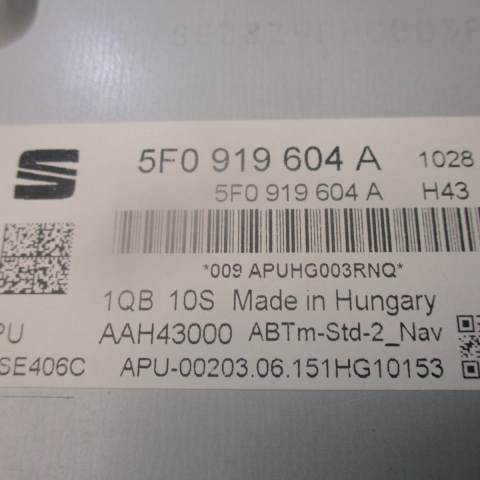 5F0 919 604 A 1028
5F0 919 604 A H43
*009 APUHG003RNQ*
1QB 10S Made in Hungary
PU AAH43000 ABTm-Std-2_Nav
SE406C APU-00203.06.151HG10153